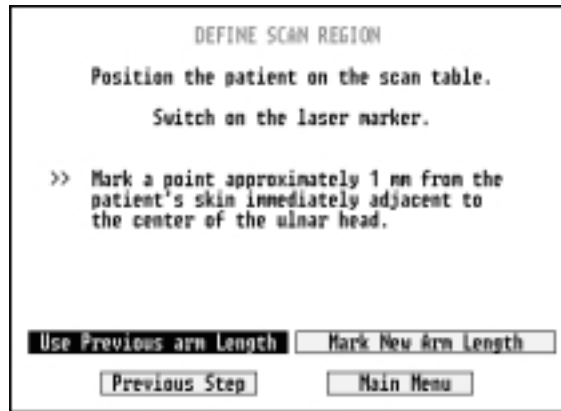 DEFINE SCAN REGION
Position the patient on the scan table.
Switch on the laser marker.
>> Mark a point approximately 1 mm from the
patient's skin immediately adjacent to
the center of the ulnar head.
Use Previous arm Length Mark New Arm Length
Previous Step Main Menu